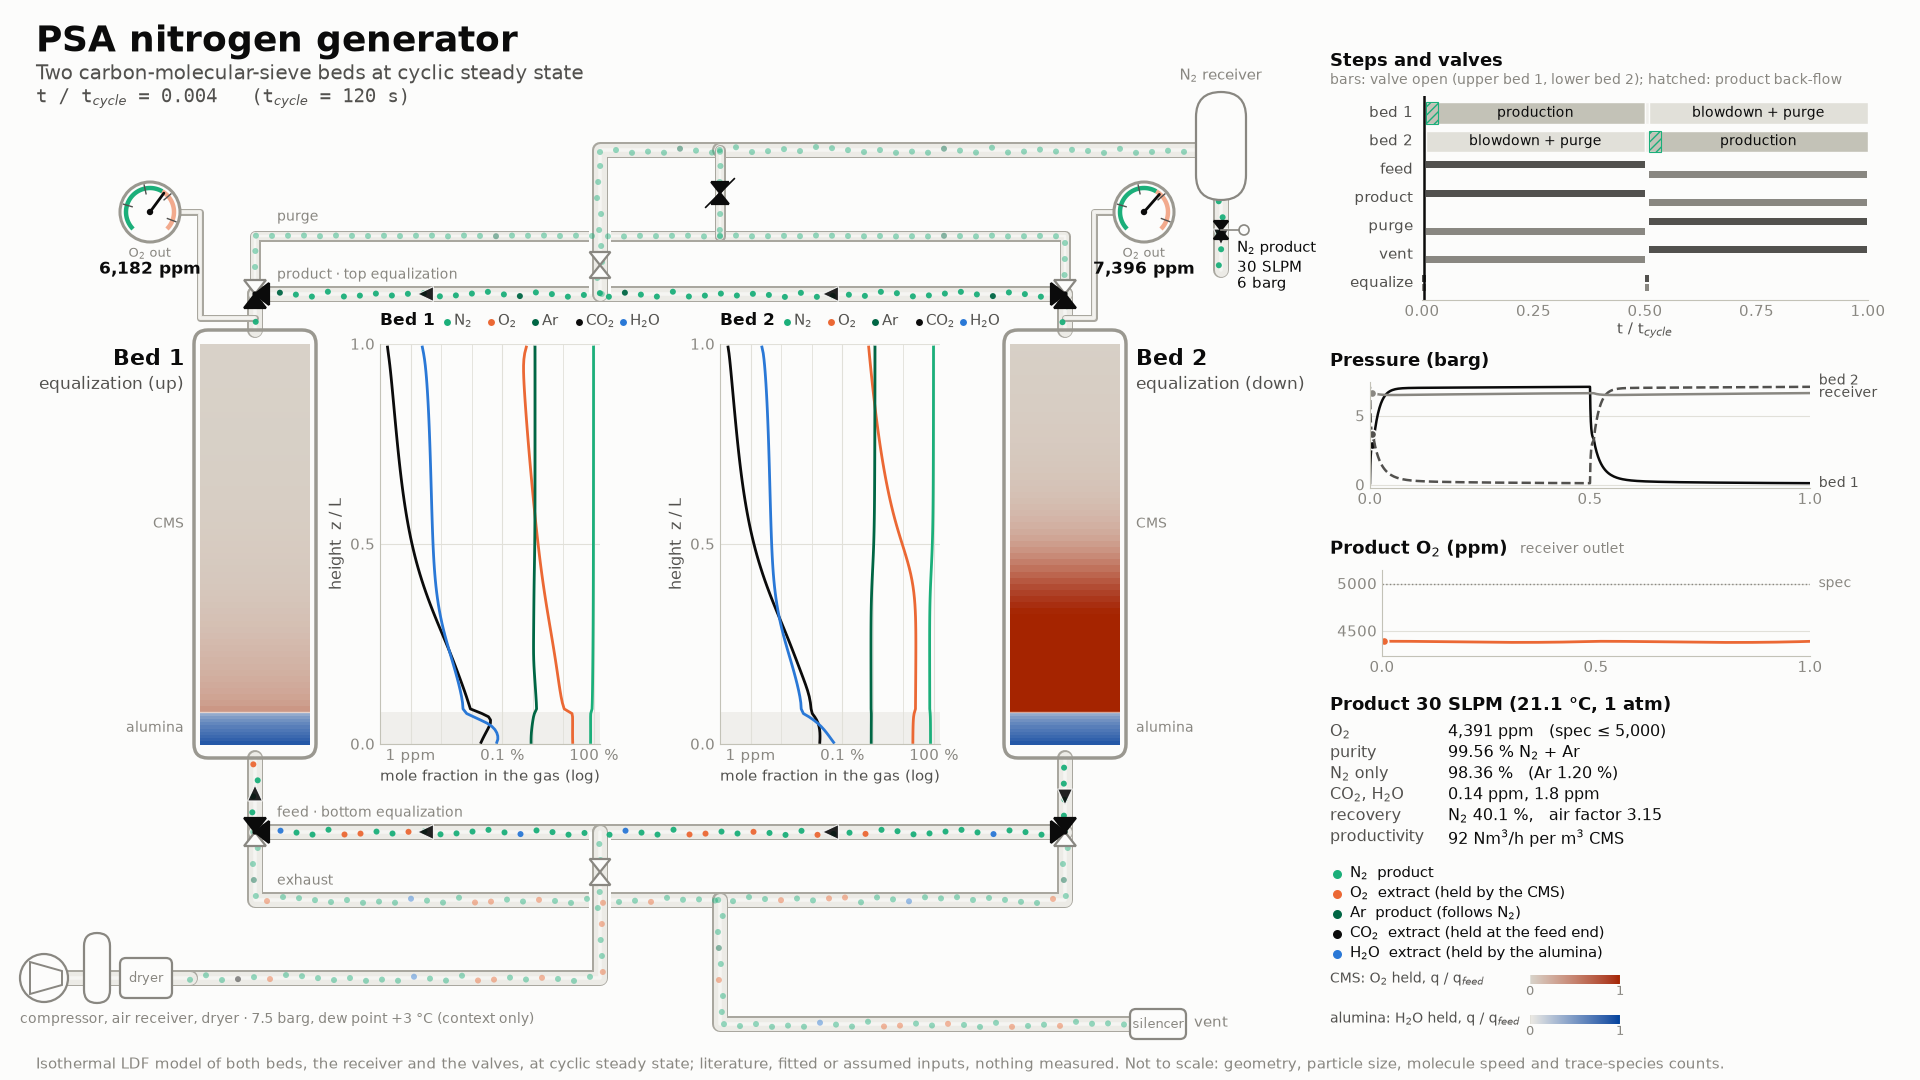 PSA nitrogen generator
Two carbon-molecular-sieve beds at cyclic steady state
t / t_cycle = 0.004 (t_cycle = 120 s)
N₂ receiver
O₂ out
6,182 ppm
purge
product · top equalization
O₂ out
7,396 ppm
N₂ product
30 SLPM
6 barg
Bed 1
equalization (up)
CMS
alumina
Bed 1 N₂ O₂ Ar CO₂ H₂O
1.0
0.5
0.0
height z / L
1 ppm 0.1 % 100 %
mole fraction in the gas (log)
Bed 2 N₂ O₂ Ar CO₂ H₂O
1.0
0.5
0.0
height z / L
1 ppm 0.1 % 100 %
mole fraction in the gas (log)
Bed 2
equalization (down)
CMS
alumina
feed · bottom equalization
exhaust
dryer
compressor, air receiver, dryer · 7.5 barg, dew point +3 °C (context only)
silencer
vent
Steps and valves
bars: valve open (upper bed 1, lower bed 2); hatched: product back-flow
bed 1 production blowdown + purge
bed 2 blowdown + purge production
feed
product
purge
vent
equalize
0.00 0.25 0.50 0.75 1.00
t / t_cycle
Pressure (barg)
5
0
bed 2
receiver
bed 1
0.0 0.5 1.0
Product O₂ (ppm) receiver outlet
5000
4500
spec
0.0 0.5 1.0
Product 30 SLPM (21.1 °C, 1 atm)
O₂ 4,391 ppm (spec ≤ 5,000)
purity 99.56 % N₂ + Ar
N₂ only 98.36 % (Ar 1.20 %)
CO₂, H₂O 0.14 ppm, 1.8 ppm
recovery N₂ 40.1 %, air factor 3.15
productivity 92 Nm³/h per m³ CMS
N₂ product
O₂ extract (held by the CMS)
Ar product (follows N₂)
CO₂ extract (held at the feed end)
H₂O extract (held by the alumina)
CMS: O₂ held, q / q_feed
0 1
alumina: H₂O held, q / q_feed
0 1
Isothermal LDF model of both beds, the receiver and the valves, at cyclic steady state; literature, fitted or assumed inputs, nothing measured. Not to scale: geometry, particle size, molecule speed and trace-species counts.